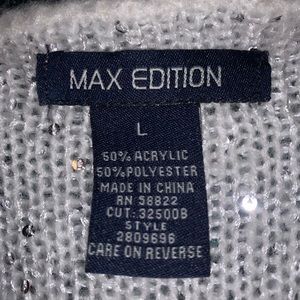 MAX EDITION
L
50% ACRYLIC
50% POLYESTER
MADE IN CHINA
RN 58822
CUT: 32500B
STYLE
2809696
CARE ON REVERSE